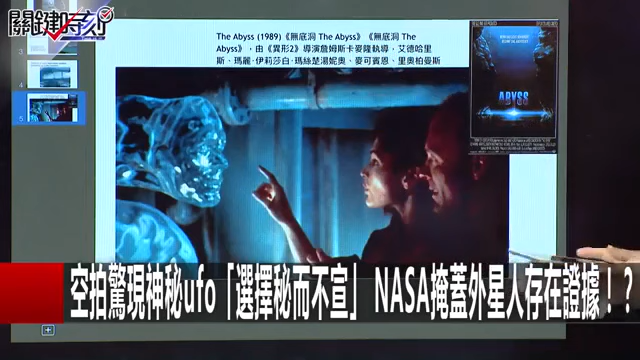 關鍵時刻
The Abyss (1989)《無底洞 The Abyss》《無底洞 The
Abyss》，由《異形2》導演詹姆斯卡麥隆執導，艾德哈里
斯、瑪麗·伊莉莎白·瑪絲楚湯妮奧、麥可賓恩、里奧柏曼斯
ABYSS
3
4
5
空拍驚現神秘ufo「選擇秘而不宣」 NASA掩蓋外星人存在證據！？